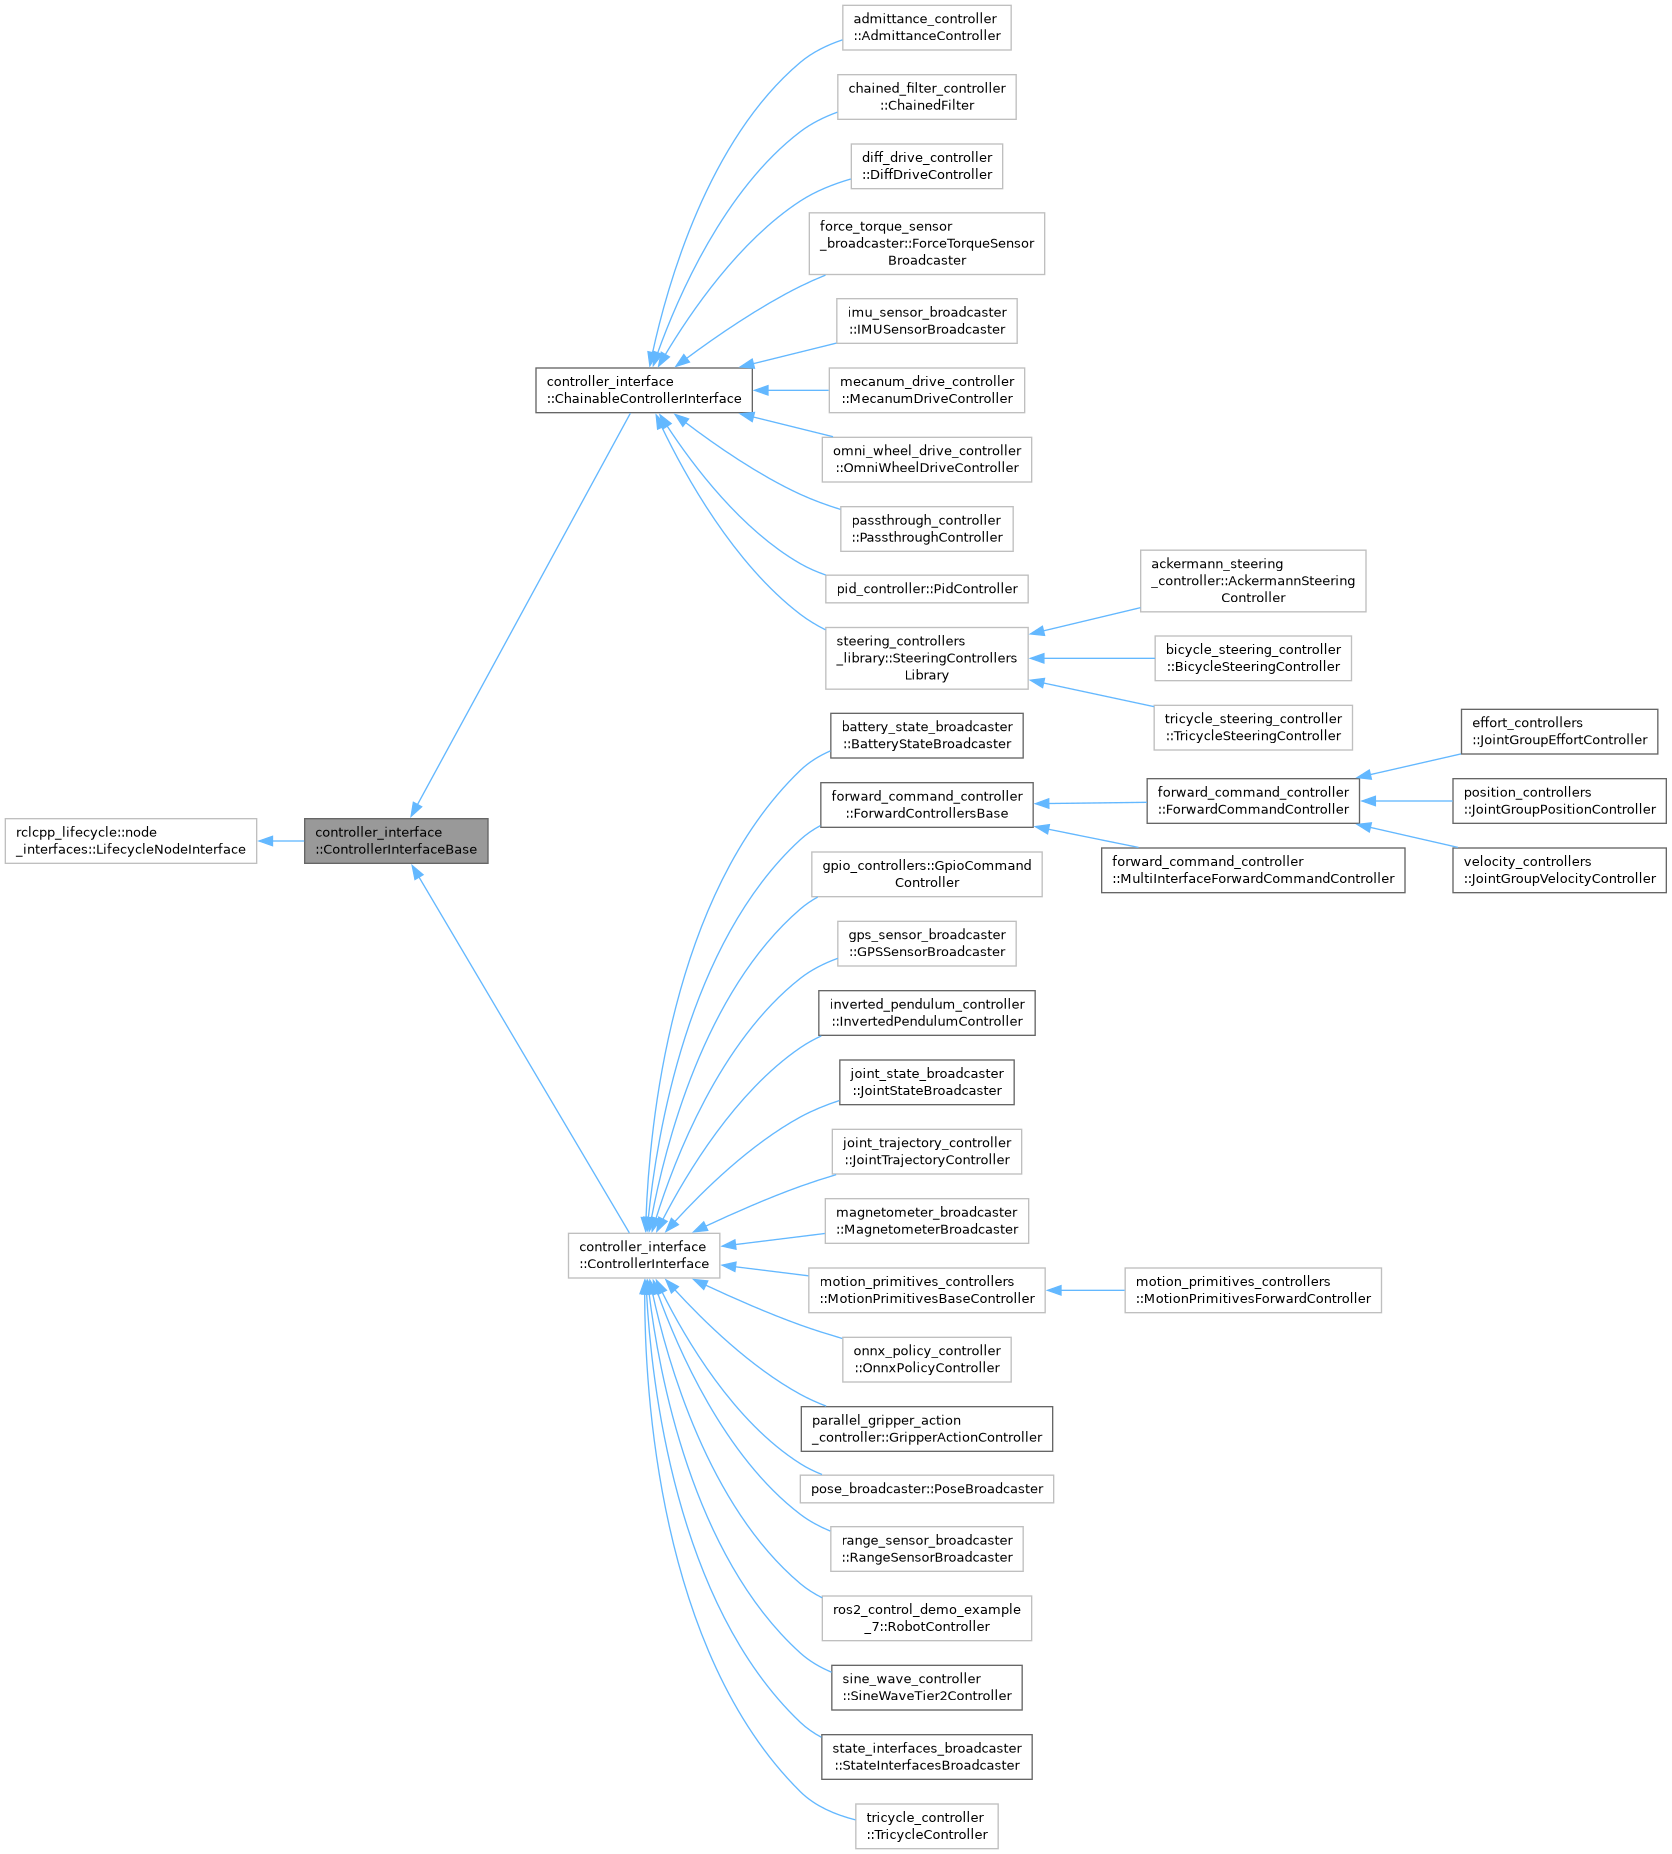 admittance_controller
::AdmittanceController
chained_filter_controller
::ChainedFilter
diff_drive_controller
::DiffDriveController
force_torque_sensor
_broadcaster::ForceTorqueSensor
Broadcaster
imu_sensor_broadcaster
::IMUSensorBroadcaster
controller_interface
::ChainableControllerInterface
mecanum_drive_controller
::MecanumDriveController
omni_wheel_drive_controller
::OmniWheelDriveController
passthrough_controller
::PassthroughController
pid_controller::PidController
steering_controllers
_library::SteeringControllers
Library
ackermann_steering
_controller::AckermannSteering
Controller
bicycle_steering_controller
::BicycleSteeringController
tricycle_steering_controller
::TricycleSteeringController
battery_state_broadcaster
::BatteryStateBroadcaster
forward_command_controller
::ForwardControllersBase
forward_command_controller
::ForwardCommandController
effort_controllers
::JointGroupEffortController
position_controllers
::JointGroupPositionController
velocity_controllers
::JointGroupVelocityController
forward_command_controller
::MultiInterfaceForwardCommandController
rclcpp_lifecycle::node
_interfaces::LifecycleNodeInterface
controller_interface
::ControllerInterfaceBase
gpio_controllers::GpioCommand
Controller
gps_sensor_broadcaster
::GPSSensorBroadcaster
inverted_pendulum_controller
::InvertedPendulumController
joint_state_broadcaster
::JointStateBroadcaster
joint_trajectory_controller
::JointTrajectoryController
magnetometer_broadcaster
::MagnetometerBroadcaster
controller_interface
::ControllerInterface
motion_primitives_controllers
::MotionPrimitivesBaseController
motion_primitives_controllers
::MotionPrimitivesForwardController
onnx_policy_controller
::OnnxPolicyController
parallel_gripper_action
_controller::GripperActionController
pose_broadcaster::PoseBroadcaster
range_sensor_broadcaster
::RangeSensorBroadcaster
ros2_control_demo_example
_7::RobotController
sine_wave_controller
::SineWaveTier2Controller
state_interfaces_broadcaster
::StateInterfacesBroadcaster
tricycle_controller
::TricycleController